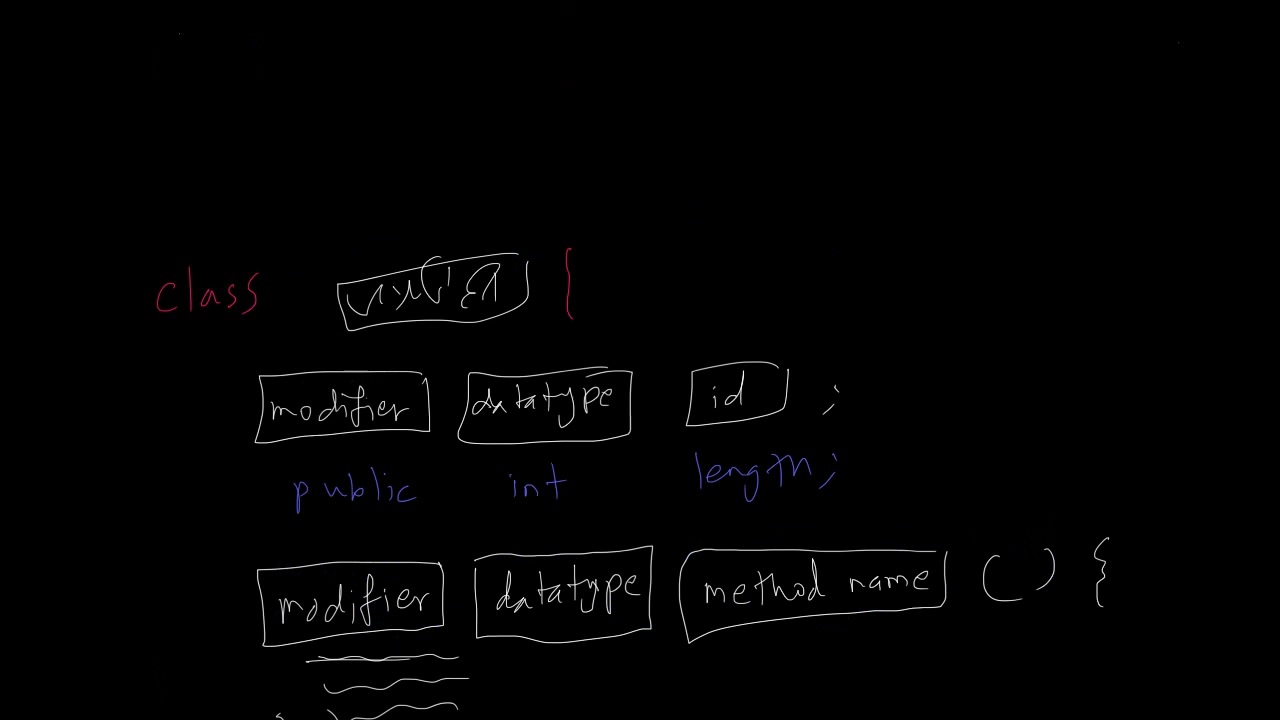 class {
modifier datatype id ;
public int length;
modifier datatype method name ( ) {